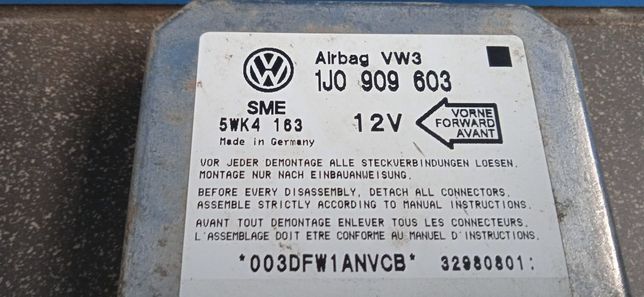 Airbag VW3
1J0 909 603
SME
5WK4 163
Made in Germany
12V
VORNE
FORWARD
AVANT
VOR JEDER DEMONTAGE ALLE STECKVERBINDUNGEN LOESEN.
MONTAGE NUR NACH EINBAUANWEISUNG.
BEFORE EVERY DISASSEMBLY, DETACH ALL CONNECTORS.
ASSEMBLE STRICTLY ACCORDING TO MANUAL INSTRUCTIONS.
AVANT TOUT DEMONTAGE ENLEVER TOUS LES CONNECTEURS.
L'ASSEMBLAGE DOIT ETRE CONFORME AU MANUEL D'INSTRUCTIONS.
*003DFW1ANVCB* 32980801: